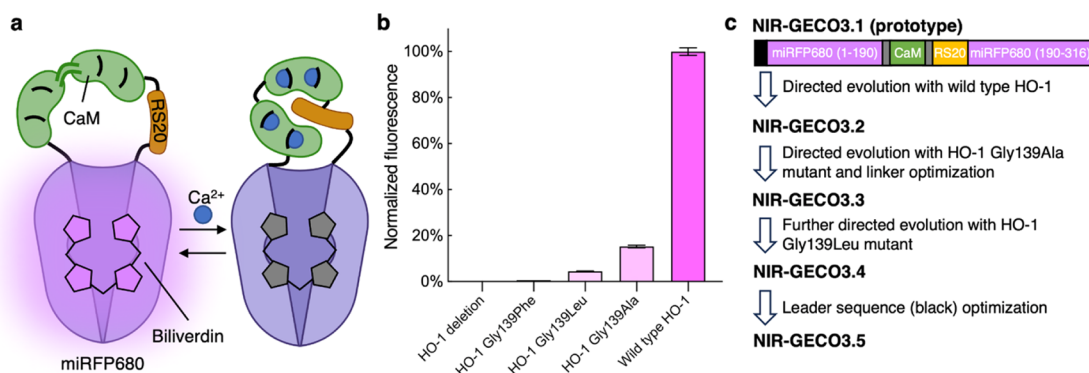 a
CaM
RS20
Ca²⁺
Biliverdin
miRFP680
b
Normalized fluorescence
100%
80%
60%
40%
20%
0%
HO-1 deletion
HO-1 Gly139Phe
HO-1 Gly139Leu
HO-1 Gly139Ala
Wild type HO-1
c
NIR-GECO3.1 (prototype)
miRFP680 (1-190) CaM RS20 miRFP680 (190-316)
Directed evolution with wild type HO-1
NIR-GECO3.2
Directed evolution with HO-1 Gly139Ala
mutant and linker optimization
NIR-GECO3.3
Further directed evolution with HO-1
Gly139Leu mutant
NIR-GECO3.4
Leader sequence (black) optimization
NIR-GECO3.5